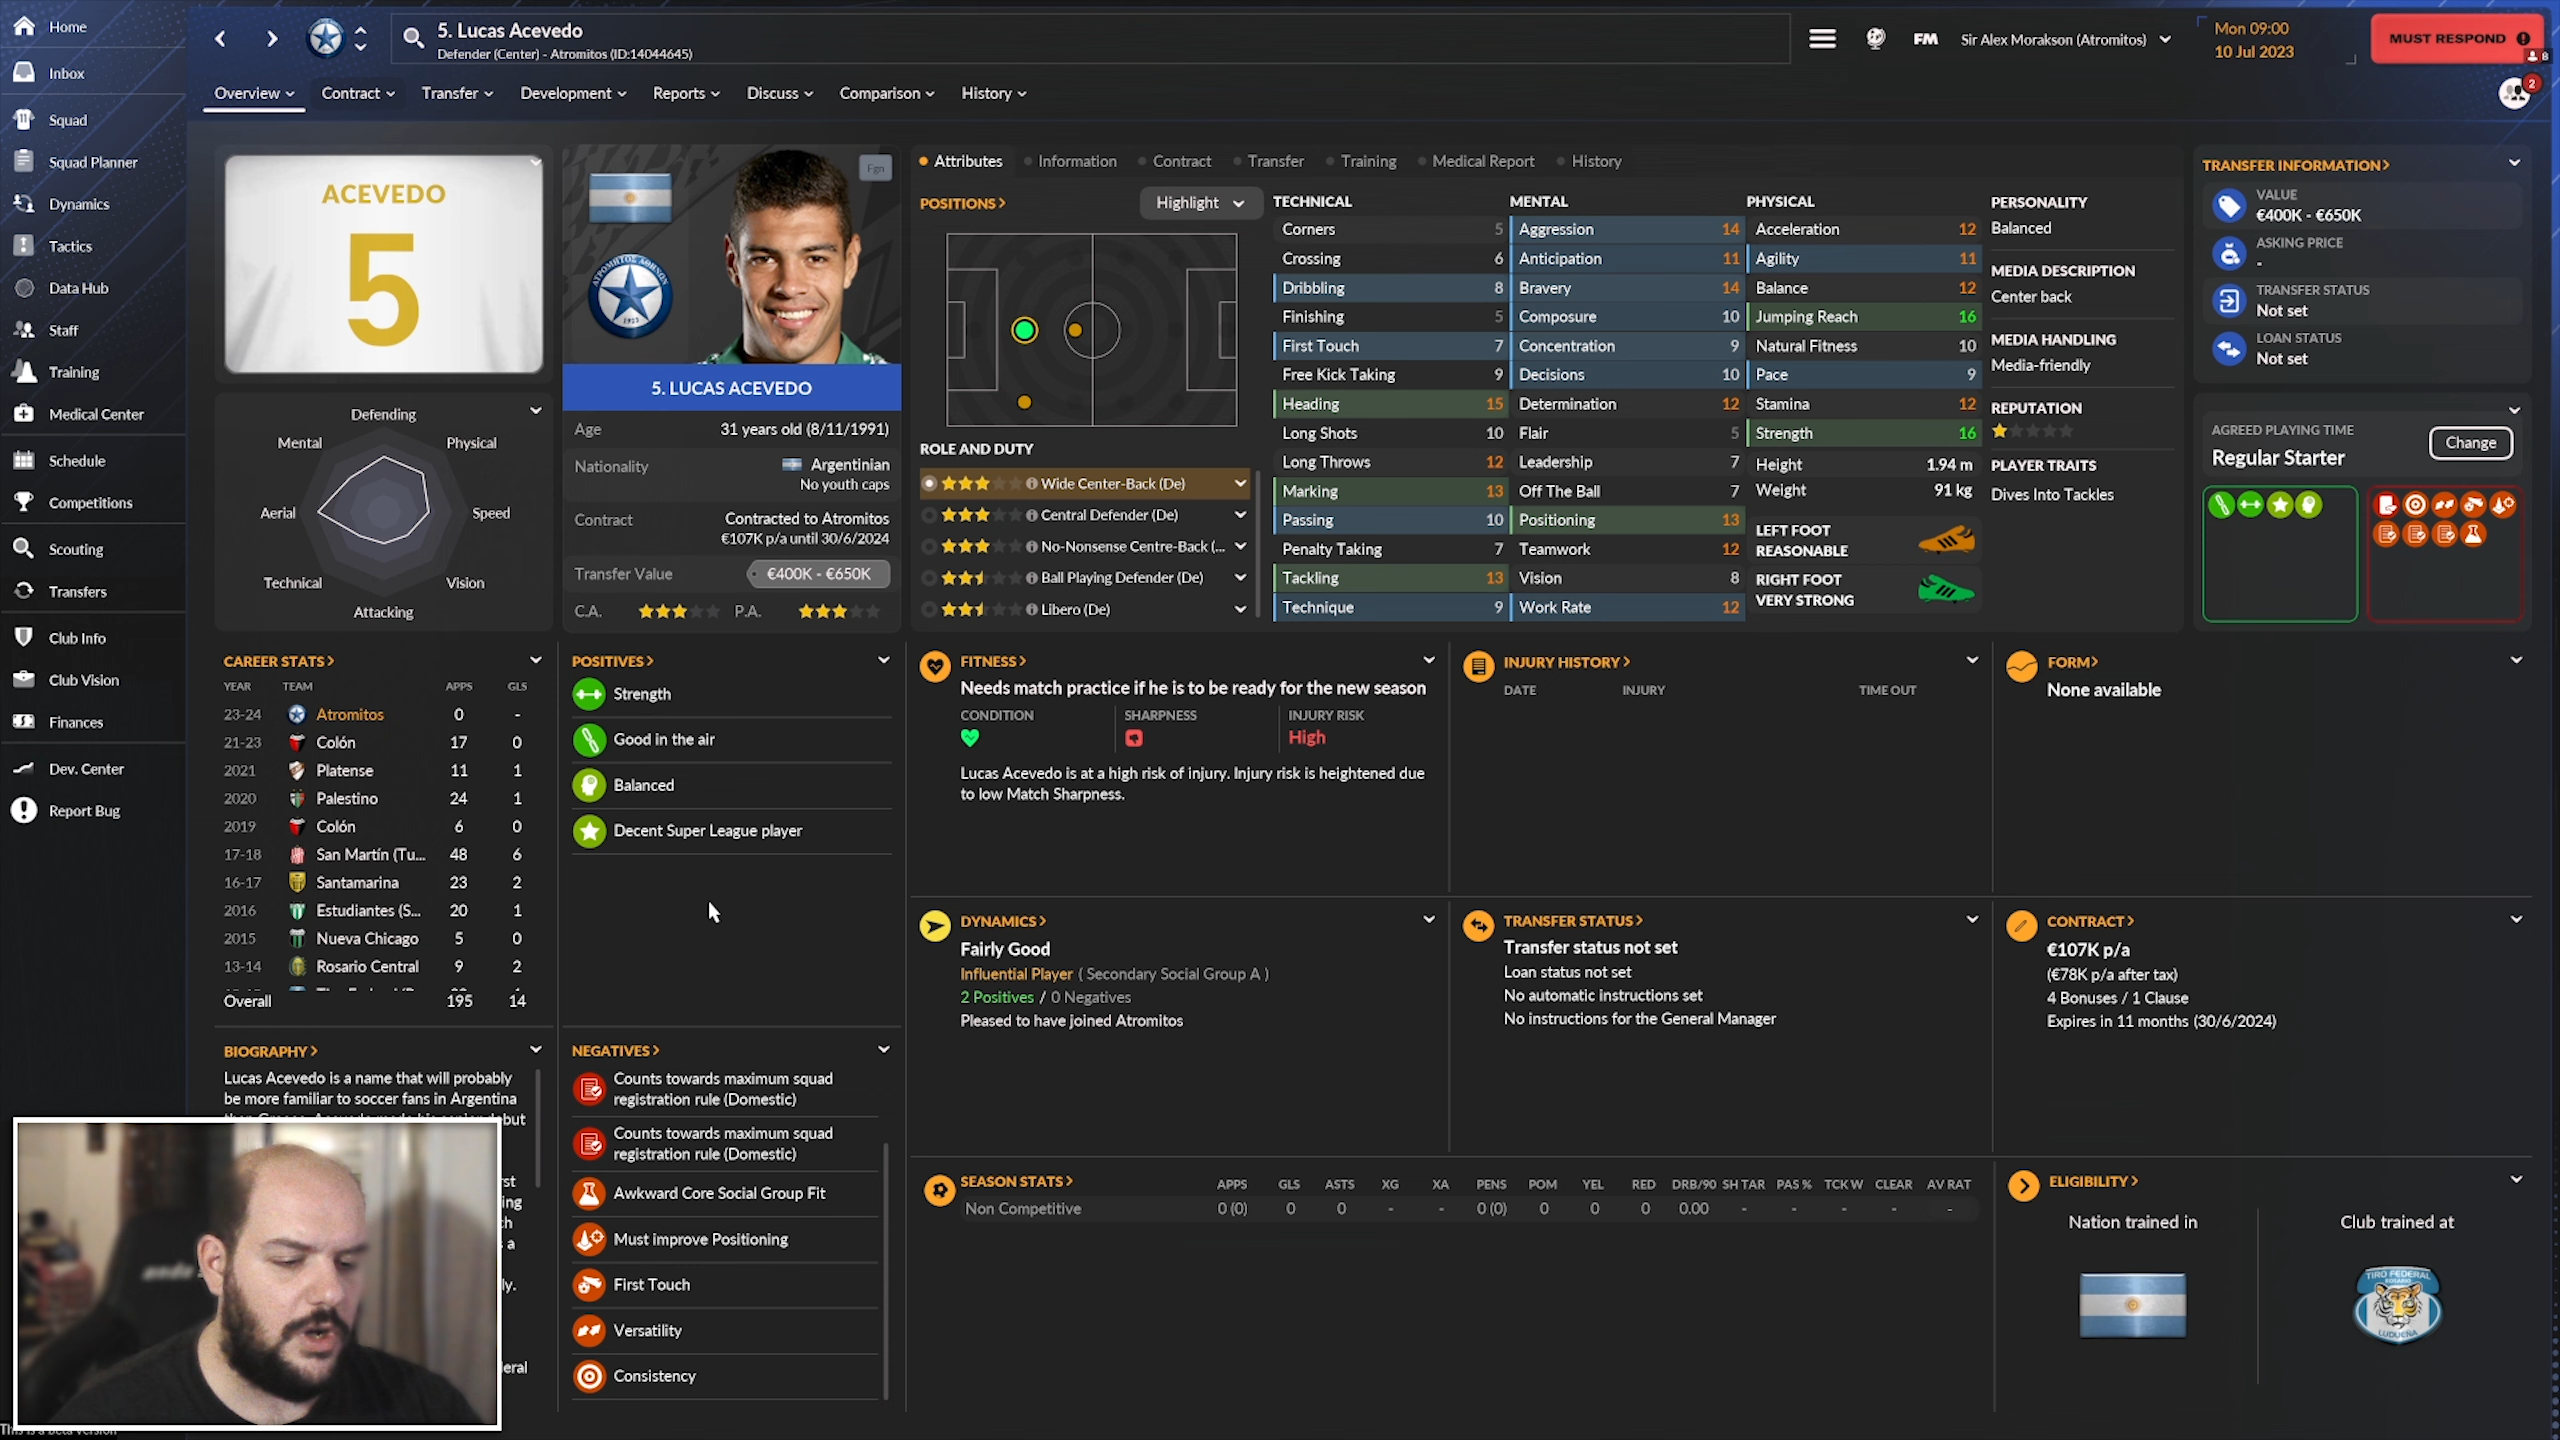 Home
Inbox
Squad
Squad Planner
Dynamics
Tactics
Data Hub
Staff
Training
Medical Center
Schedule
Competitions
Scouting
Transfers
Club Info
Club Vision
Finances
Dev. Center
Report Bug
5. Lucas Acevedo
Defender (Center) - Atromitos (ID:14044645)
FM
Sir Alex Morakson (Atromitos)
Mon 09:00
10 Jul 2023
MUST RESPOND
8
2
Overview Contract Transfer Development Reports Discuss Comparison History
ACEVEDO
5
Defending
Mental Physical
Aerial Speed
Technical Vision
Attacking
Fgn
5. LUCAS ACEVEDO
Age 31 years old (8/11/1991)
Nationality Argentinian
No youth caps
Contract Contracted to Atromitos
€107K p/a until 30/6/2024
Transfer Value €400K - €650K
C.A. P.A.
Attributes Information Contract Transfer Training Medical Report History
POSITIONS> Highlight
ROLE AND DUTY
Wide Center-Back (De)
Central Defender (De)
No-Nonsense Centre-Back (...
Ball Playing Defender (De)
Libero (De)
TECHNICAL
Corners 5
Crossing 6
Dribbling 8
Finishing 5
First Touch 7
Free Kick Taking 9
Heading 15
Long Shots 10
Long Throws 12
Marking 13
Passing 10
Penalty Taking 7
Tackling 13
Technique 9
MENTAL
Aggression 14
Anticipation 11
Bravery 14
Composure 10
Concentration 9
Decisions 10
Determination 12
Flair 5
Leadership 7
Off The Ball 7
Positioning 13
Teamwork 12
Vision 8
Work Rate 12
PHYSICAL
Acceleration 12
Agility 11
Balance 12
Jumping Reach 16
Natural Fitness 10
Pace 9
Stamina 12
Strength 16
Height 1.94 m
Weight 91 kg
LEFT FOOT
REASONABLE
RIGHT FOOT
VERY STRONG
PERSONALITY
Balanced
MEDIA DESCRIPTION
Center back
MEDIA HANDLING
Media-friendly
REPUTATION
PLAYER TRAITS
Dives Into Tackles
TRANSFER INFORMATION>
VALUE
€400K - €650K
ASKING PRICE
-
TRANSFER STATUS
Not set
LOAN STATUS
Not set
AGREED PLAYING TIME
Regular Starter
Change
CAREER STATS>
YEAR TEAM APPS GLS
23-24 Atromitos 0 -
21-23 Colón 17 0
2021 Platense 11 1
2020 Palestino 24 1
2019 Colón 6 0
17-18 San Martín (Tu... 48 6
16-17 Santamarina 23 2
2016 Estudiantes (S... 20 1
2015 Nueva Chicago 5 0
13-14 Rosario Central 9 2
Overall 195 14
POSITIVES>
Strength
Good in the air
Balanced
Decent Super League player
FITNESS>
Needs match practice if he is to be ready for the new season
CONDITION SHARPNESS INJURY RISK
High
Lucas Acevedo is at a high risk of injury. Injury risk is heightened due
to low Match Sharpness.
INJURY HISTORY>
DATE INJURY TIME OUT
FORM>
None available
DYNAMICS>
Fairly Good
Influential Player ( Secondary Social Group A )
2 Positives / 0 Negatives
Pleased to have joined Atromitos
TRANSFER STATUS>
Transfer status not set
Loan status not set
No automatic instructions set
No instructions for the General Manager
CONTRACT>
€107K p/a
(€78K p/a after tax)
4 Bonuses / 1 Clause
Expires in 11 months (30/6/2024)
BIOGRAPHY>
Lucas Acevedo is a name that will probably
be more familiar to soccer fans in Argentina
NEGATIVES>
Counts towards maximum squad
registration rule (Domestic)
Counts towards maximum squad
registration rule (Domestic)
Awkward Core Social Group Fit
Must improve Positioning
First Touch
Versatility
Consistency
SEASON STATS> APPS GLS ASTS XG XA PENS POM YEL RED DRB/90 SH TAR PAS % TCK W CLEAR AV RAT
Non Competitive 0 (0) 0 0 - - 0 (0) 0 0 0 0.00 - - - - -
ELIGIBILITY>
Nation trained in Club trained at
TIRO FEDERAL
ROSARIO
LUDUEÑA